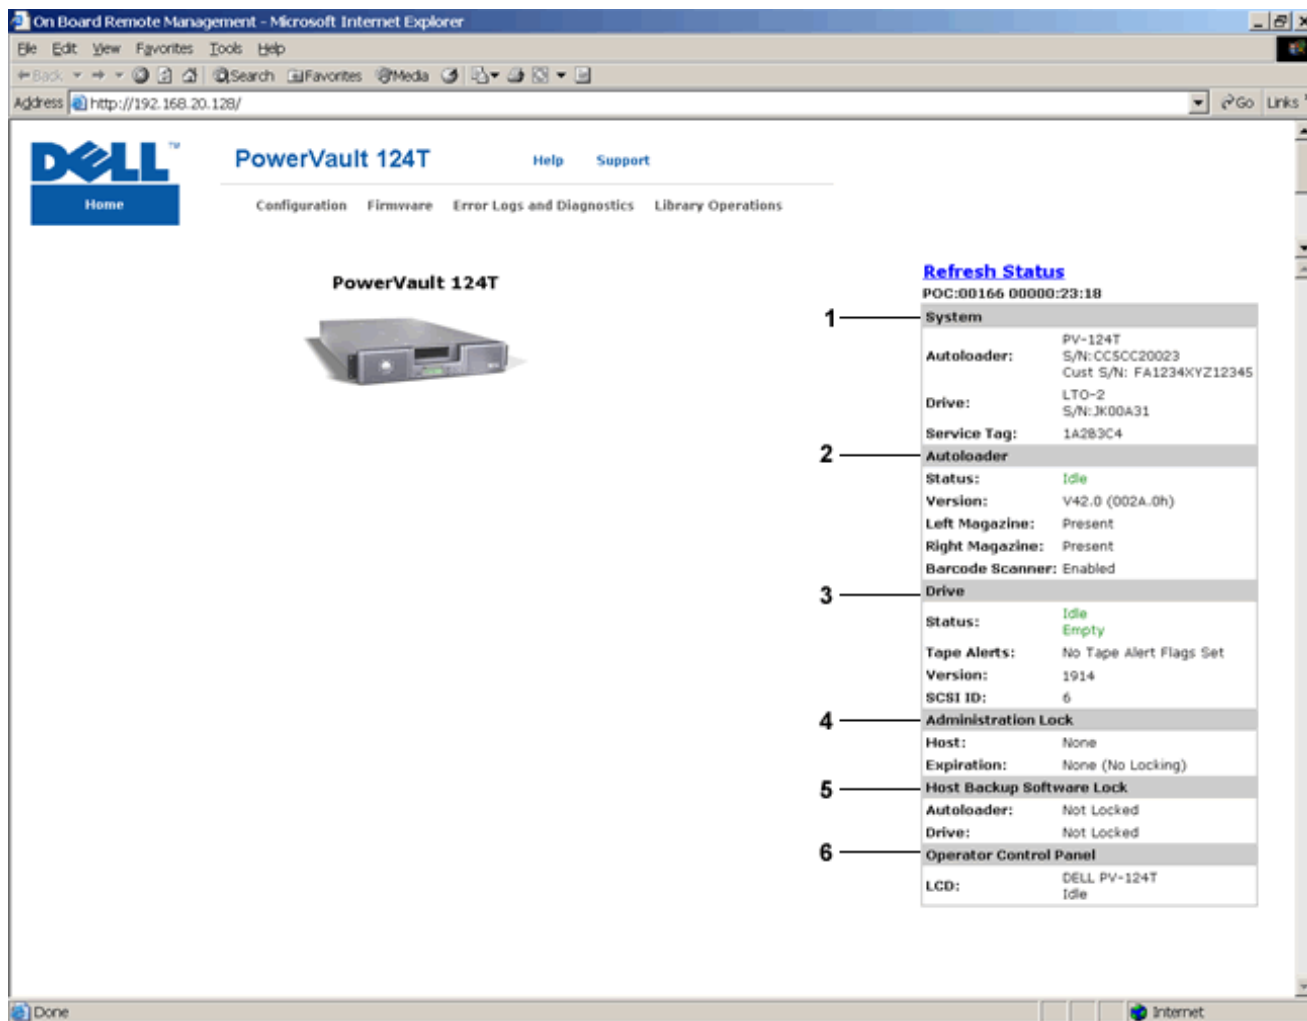 On Board Remote Management - Microsoft Internet Explorer
File Edit View Favorites Tools Help
Back Search Favorites Media
Address http://192.168.20.128/ Go Links
DELL™ PowerVault 124T Help Support
Home Configuration Firmware Error Logs and Diagnostics Library Operations
PowerVault 124T
Refresh Status
POC:00166 00000:23:18
1 System
Autoloader: PV-124T
S/N:CC5CC20023
Cust S/N: FA1234XYZ12345
Drive: LTO-2
S/N:JK00A31
Service Tag: 1A2B3C4
2 Autoloader
Status: Idle
Version: V42.0 (002A.0h)
Left Magazine: Present
Right Magazine: Present
Barcode Scanner: Enabled
3 Drive
Status: Idle
Empty
Tape Alerts: No Tape Alert Flags Set
Version: 1914
SCSI ID: 6
4 Administration Lock
Host: None
Expiration: None (No Locking)
5 Host Backup Software Lock
Autoloader: Not Locked
Drive: Not Locked
6 Operator Control Panel
LCD: DELL PV-124T
Idle
Done Internet